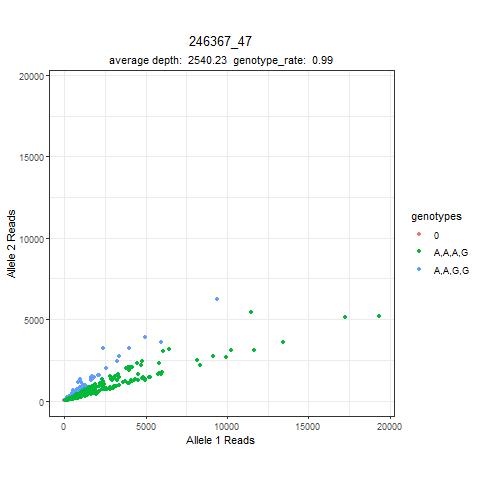 246367_47
average depth:  2540.23  genotype_rate:  0.99
20000
15000
10000
5000
0
Allele 2 Reads
0
5000
10000
15000
20000
Allele 1 Reads
genotypes
0
A,A,A,G
A,A,G,G